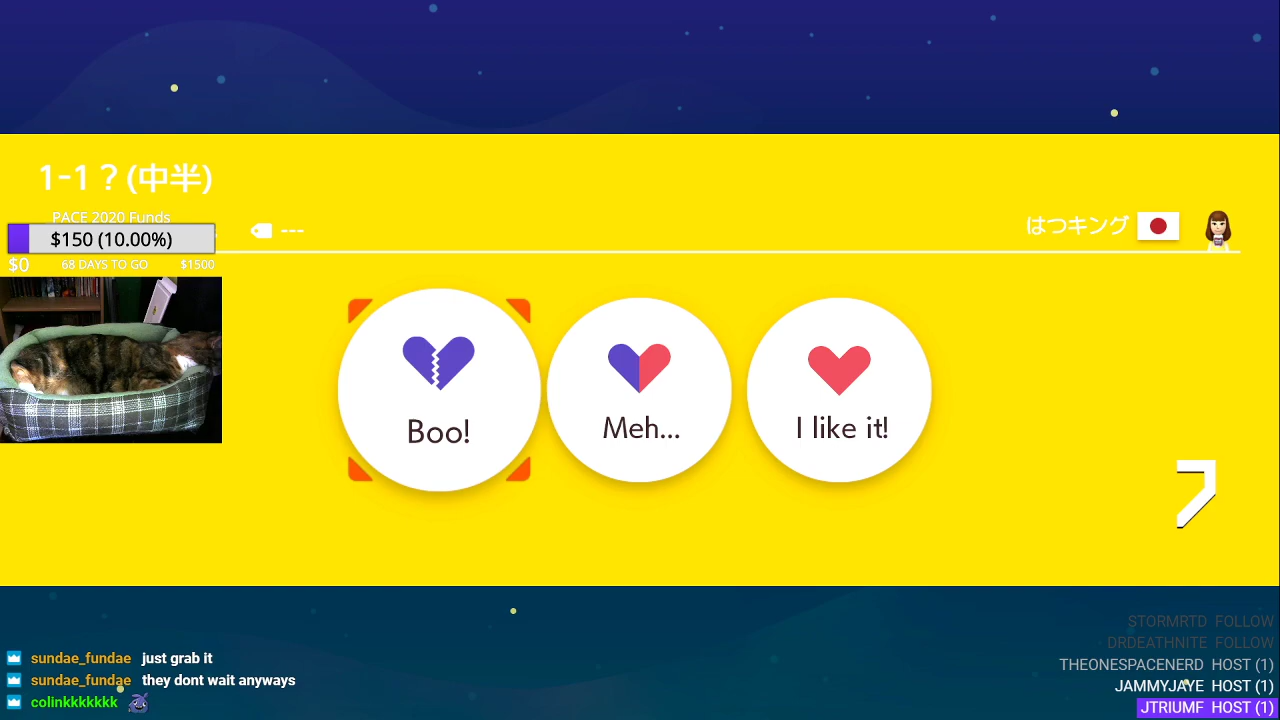 1-1？(中半)
PACE 2020 Funds
$150 (10.00%)
$0 68 DAYS TO GO $1500
---
はつキング
Boo!
Meh...
I like it!
7
STORMRTD FOLLOW
DRDEATHNITE FOLLOW
THEONESPACENERD HOST (1)
JAMMYJAYE HOST (1)
JTRIUMF HOST (1)
sundae_fundae just grab it
sundae_fundae they dont wait anyways
colinkkkkkkk